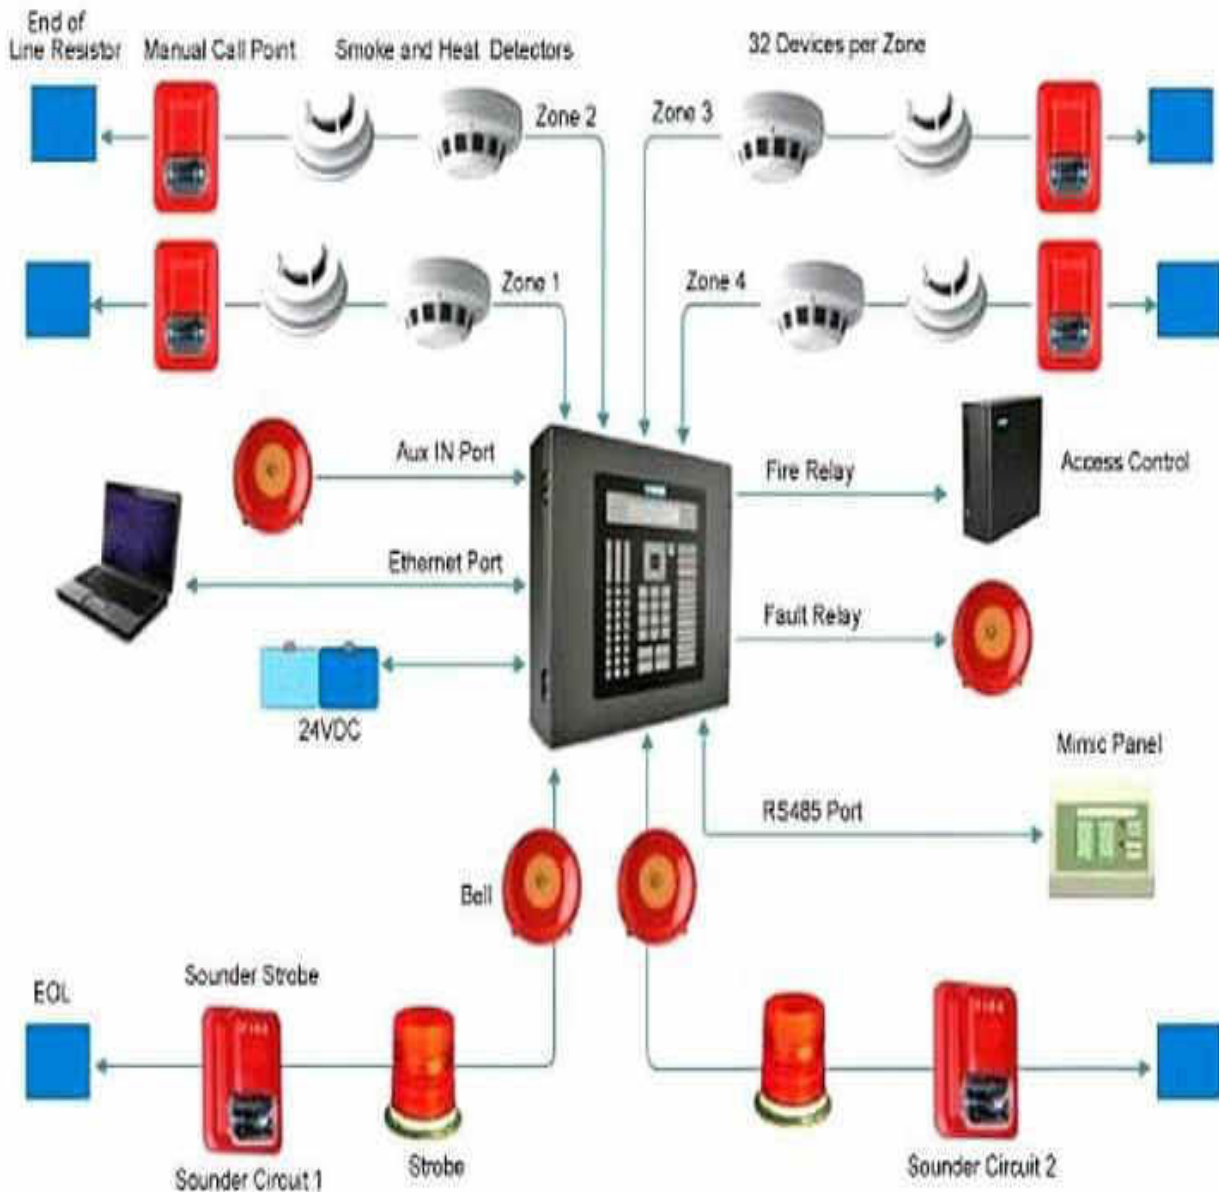 End of
Line Resistor
Manual Call Point
Smoke and Heat Detectors
32 Devices per Zone
Zone 2
Zone 3
Zone 1
Zone 4
Aux IN Port
Fire Relay
Access Control
Ethernet Port
Fault Relay
24VDC
Mimic Panel
RS485 Port
Bell
Sounder Strobe
EOL
FIRE
FIRE
Strobe
Sounder Circuit 1
Sounder Circuit 2